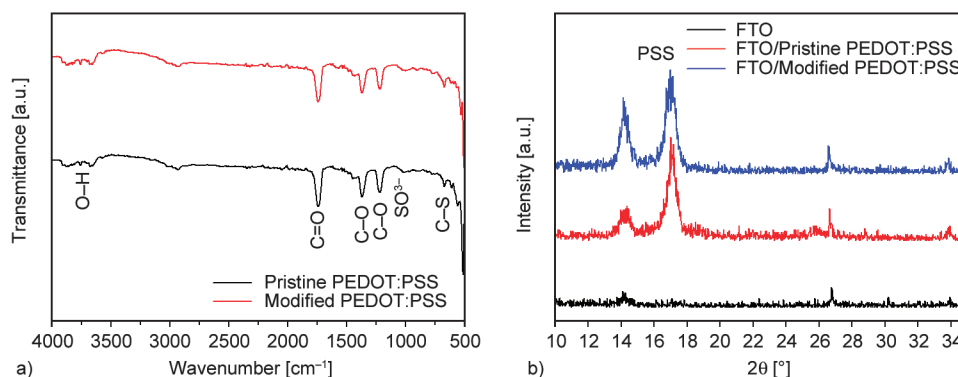 Transmittance [a.u.]
O–H
C=O
C–O
C–O
SO³⁻
C–S
Pristine PEDOT:PSS
Modified PEDOT:PSS
4000 3500 3000 2500 2000 1500 1000 500
a) Wavenumber [cm⁻¹]
Intensity [a.u.]
FTO
FTO/Pristine PEDOT:PSS
FTO/Modified PEDOT:PSS
PSS
10 14 16 18 20 22 24 26 28 30 32 34
b) 2θ [°]